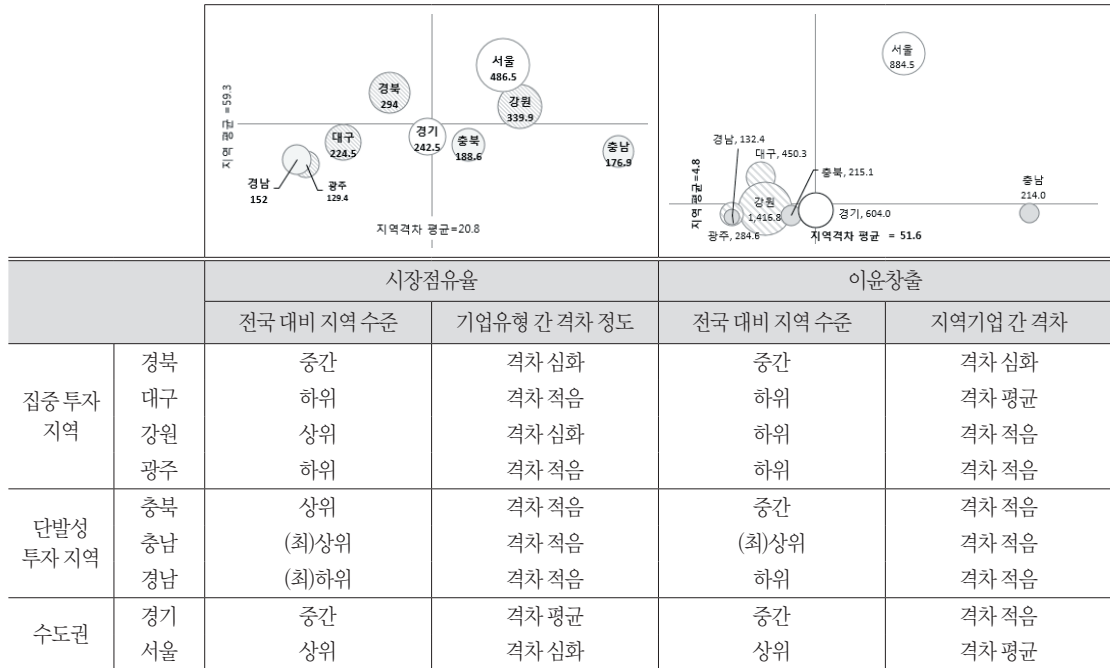 지역 평균 =59.3
서울
486.5
경북
294
강원
339.9
대구
224.5
경기
242.5
충북
188.6
충남
176.9
경남
152
광주
129.4
지역격차 평균=20.8
지역 평균=4.8
서울
884.5
경남, 132.4
대구, 450.3
충북, 215.1
충남
214.0
강원
1,416.8
경기, 604.0
광주, 284.6
지역격차 평균 = 51.6
시장점유율 이윤창출
전국 대비 지역 수준 기업유형 간 격차 정도 전국 대비 지역 수준 지역기업 간 격차
집중 투자 지역
경북 중간 격차 심화 중간 격차 심화
대구 하위 격차 적음 하위 격차 평균
강원 상위 격차 심화 하위 격차 적음
광주 하위 격차 적음 하위 격차 적음
단발성 투자 지역
충북 상위 격차 적음 중간 격차 적음
충남 (최)상위 격차 적음 (최)상위 격차 적음
경남 (최)하위 격차 적음 하위 격차 적음
수도권
경기 중간 격차 평균 중간 격차 적음
서울 상위 격차 심화 상위 격차 평균